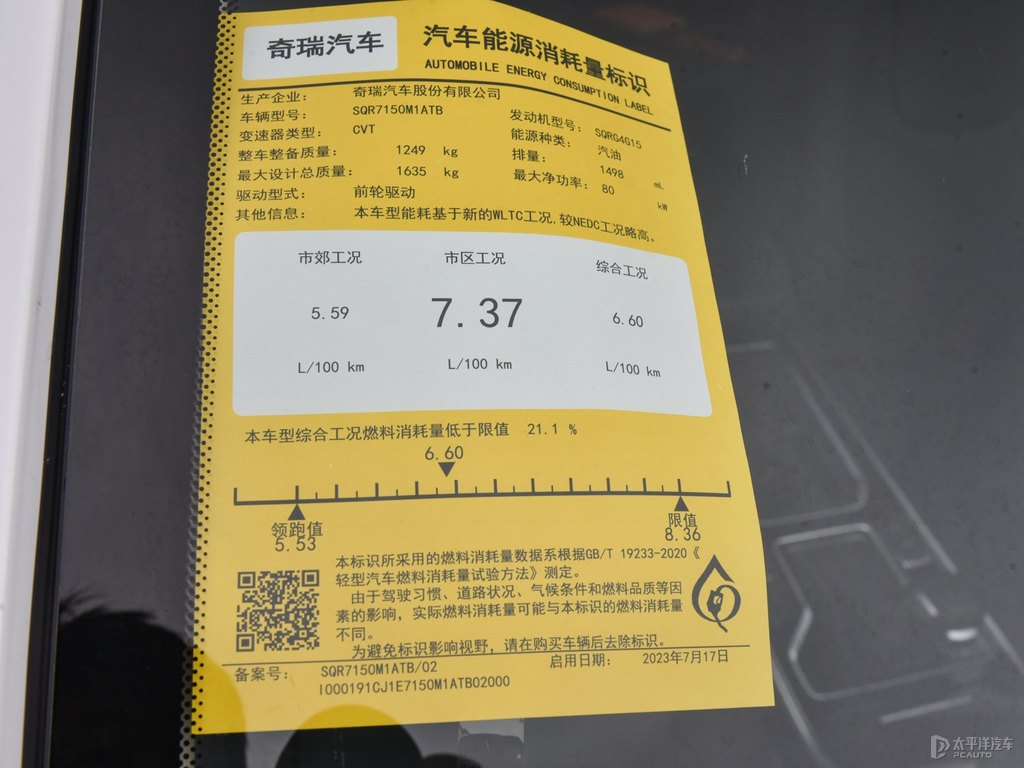 奇瑞汽车
汽车能源消耗量标识
AUTOMOBILE ENERGY CONSUMPTION LABEL
生产企业: 奇瑞汽车股份有限公司
车辆型号: SQR7150M1ATB 发动机型号: SQRG4G15
变速器类型: CVT 能源种类: 汽油
整车整备质量: 1249 kg 排量: 1498 mL
最大设计总质量: 1635 kg 最大净功率: 80 kW
驱动型式: 前轮驱动
其他信息: 本车型能耗基于新的WLTC工况,较NEDC工况略高。
市郊工况 市区工况 综合工况
5.59 7.37 6.60
L/100 km L/100 km L/100 km
本车型综合工况燃料消耗量低于限值 21.1 %
6.60
领跑值 限值
5.53 8.36
本标识所采用的燃料消耗量数据系根据GB/T 19233-2020《
轻型汽车燃料消耗量试验方法》测定。
由于驾驶习惯、道路状况、气候条件和燃料品质等因
素的影响，实际燃料消耗量可能与本标识的燃料消耗量
不同。
为避免标识影响视野，请在购买车辆后去除标识。
备案号: SQR7150M1ATB/02 启用日期: 2023年7月17日
I000191CJ1E7150M1ATB02000
太平洋汽车
PCAUTO